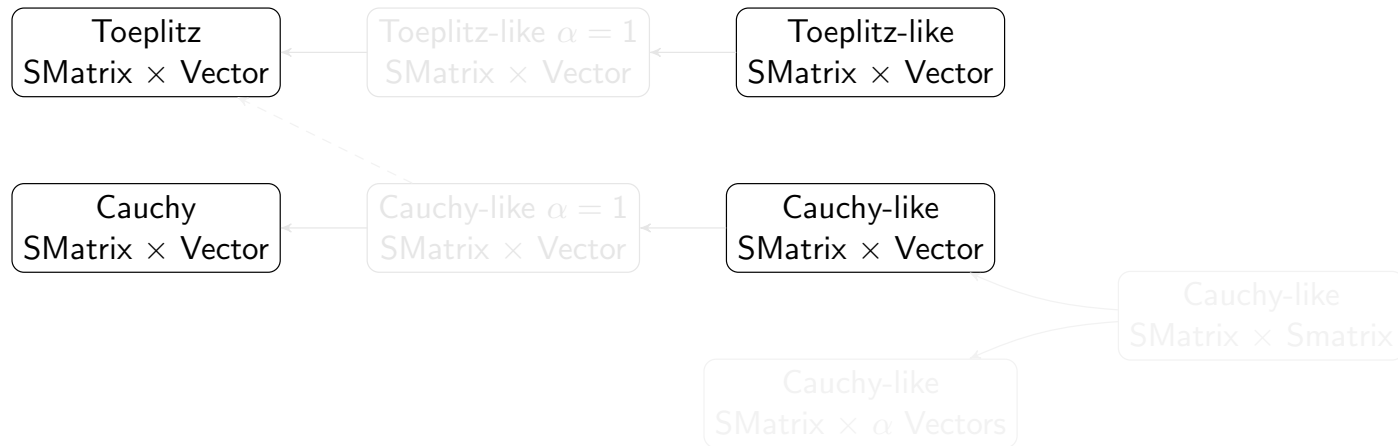 Toeplitz
SMatrix × Vector
Toeplitz-like α = 1
SMatrix × Vector
Toeplitz-like
SMatrix × Vector
Cauchy
SMatrix × Vector
Cauchy-like α = 1
SMatrix × Vector
Cauchy-like
SMatrix × Vector
Cauchy-like
SMatrix × Smatrix
Cauchy-like
SMatrix × α Vectors